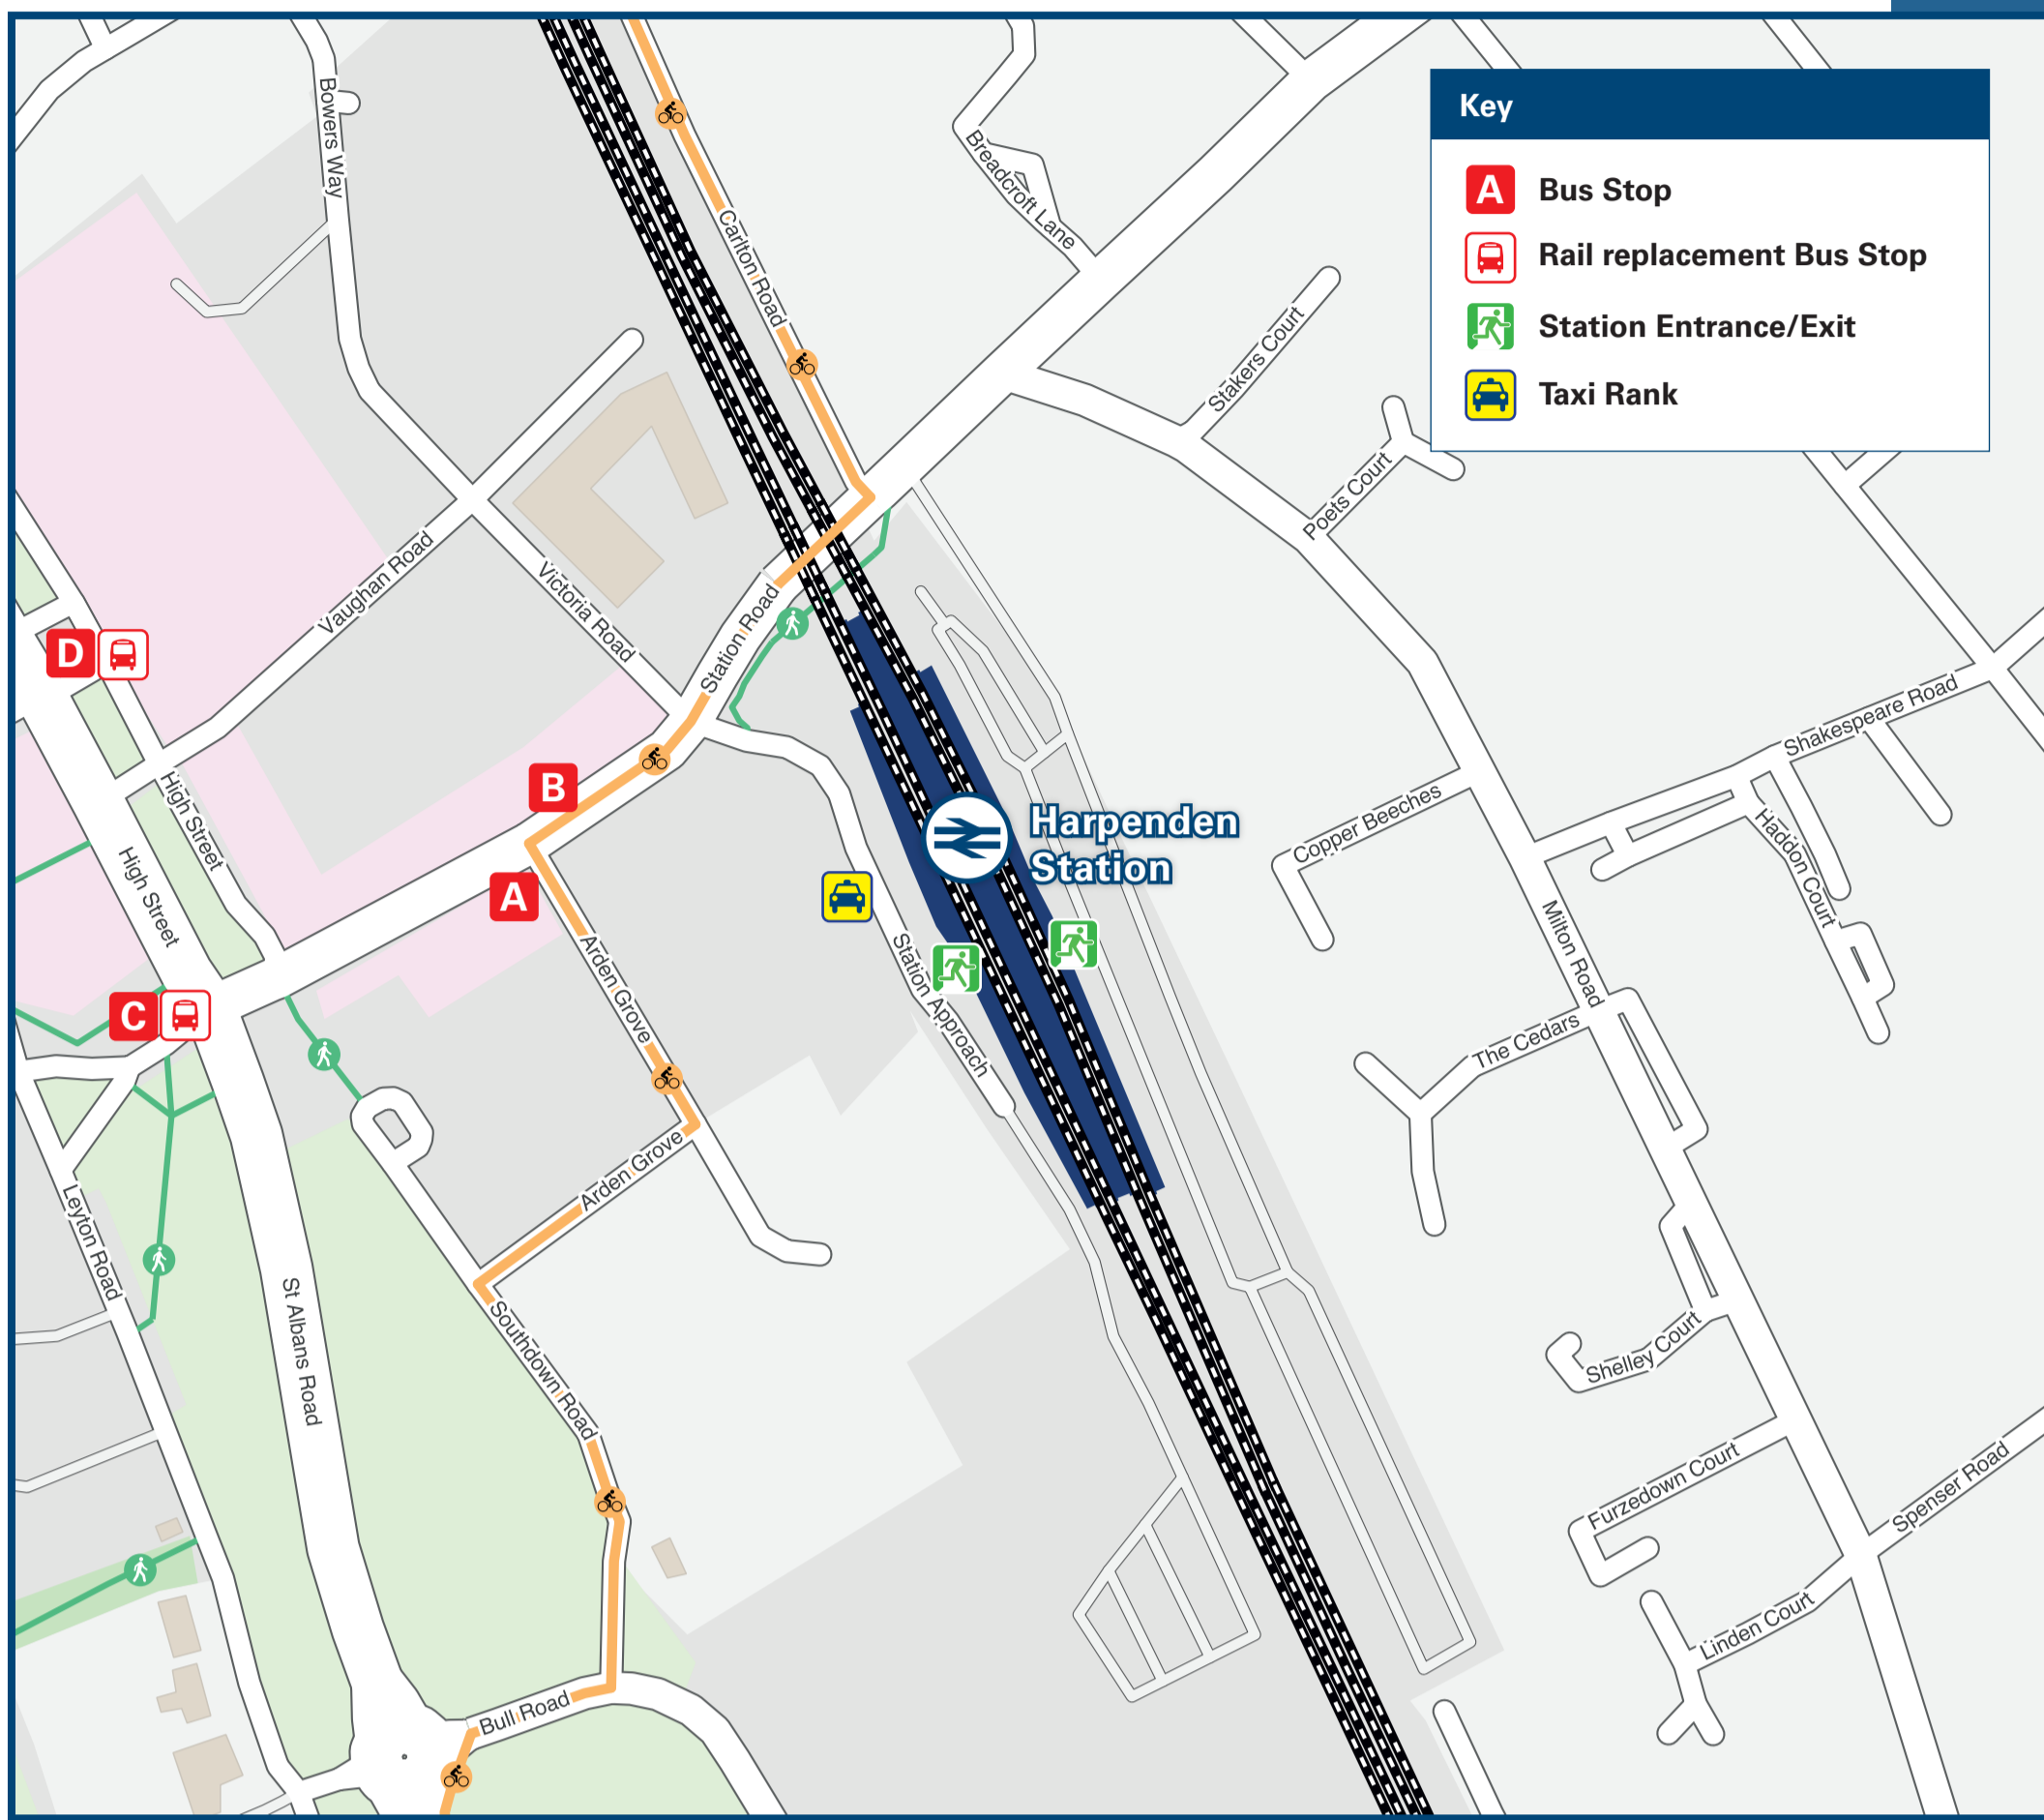 Key
A Bus Stop
Rail replacement Bus Stop
Station Entrance/Exit
Taxi Rank
Bowers Way
Carlton Road
Breadcroft Lane
Stakers Court
Poets Court
Vaughan Road
Victoria Road
Station Road
D
B
A
C
High Street
High Street
Harpenden
Station
Station Approach
Arden Grove
Arden Grove
Shakespeare Road
Copper Beeches
Haddon Court
Milton Road
The Cedars
Leyton Road
St Albans Road
Southdown Road
Shelley Court
Furzedown Court
Spenser Road
Linden Court
Bull Road